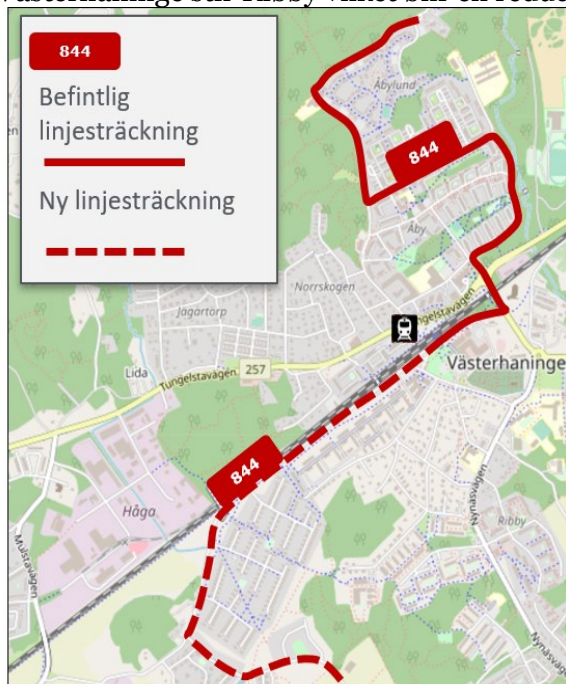 844
Befintlig
linjesträckning
Ny linjesträckning
Åbylund
844
Åby
Norrskogen
Jagartorp
Tungelstavägen
Västerhaninge
Lida
Tungelstavägen
257
844
Håga
Nynäsvägen
Ribby
Mulstavägen
Nynäsvägen